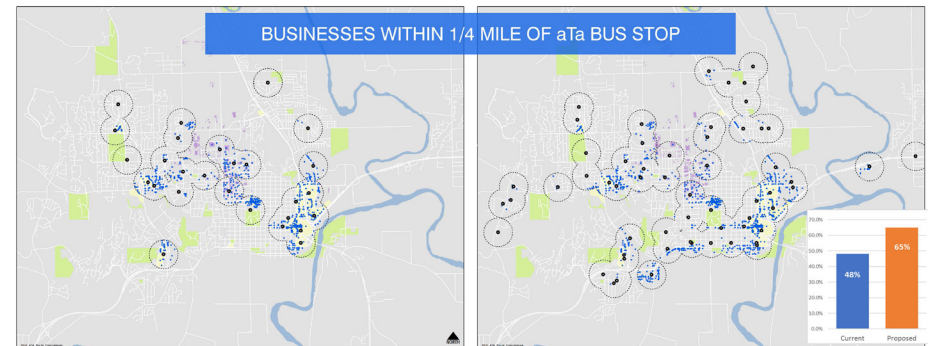 BUSINESSES WITHIN 1/4 MILE OF aTa BUS STOP
NORTH
70.0%
60.0%
50.0%
40.0%
30.0%
20.0%
10.0%
0.0%
48%
65%
Current
Proposed